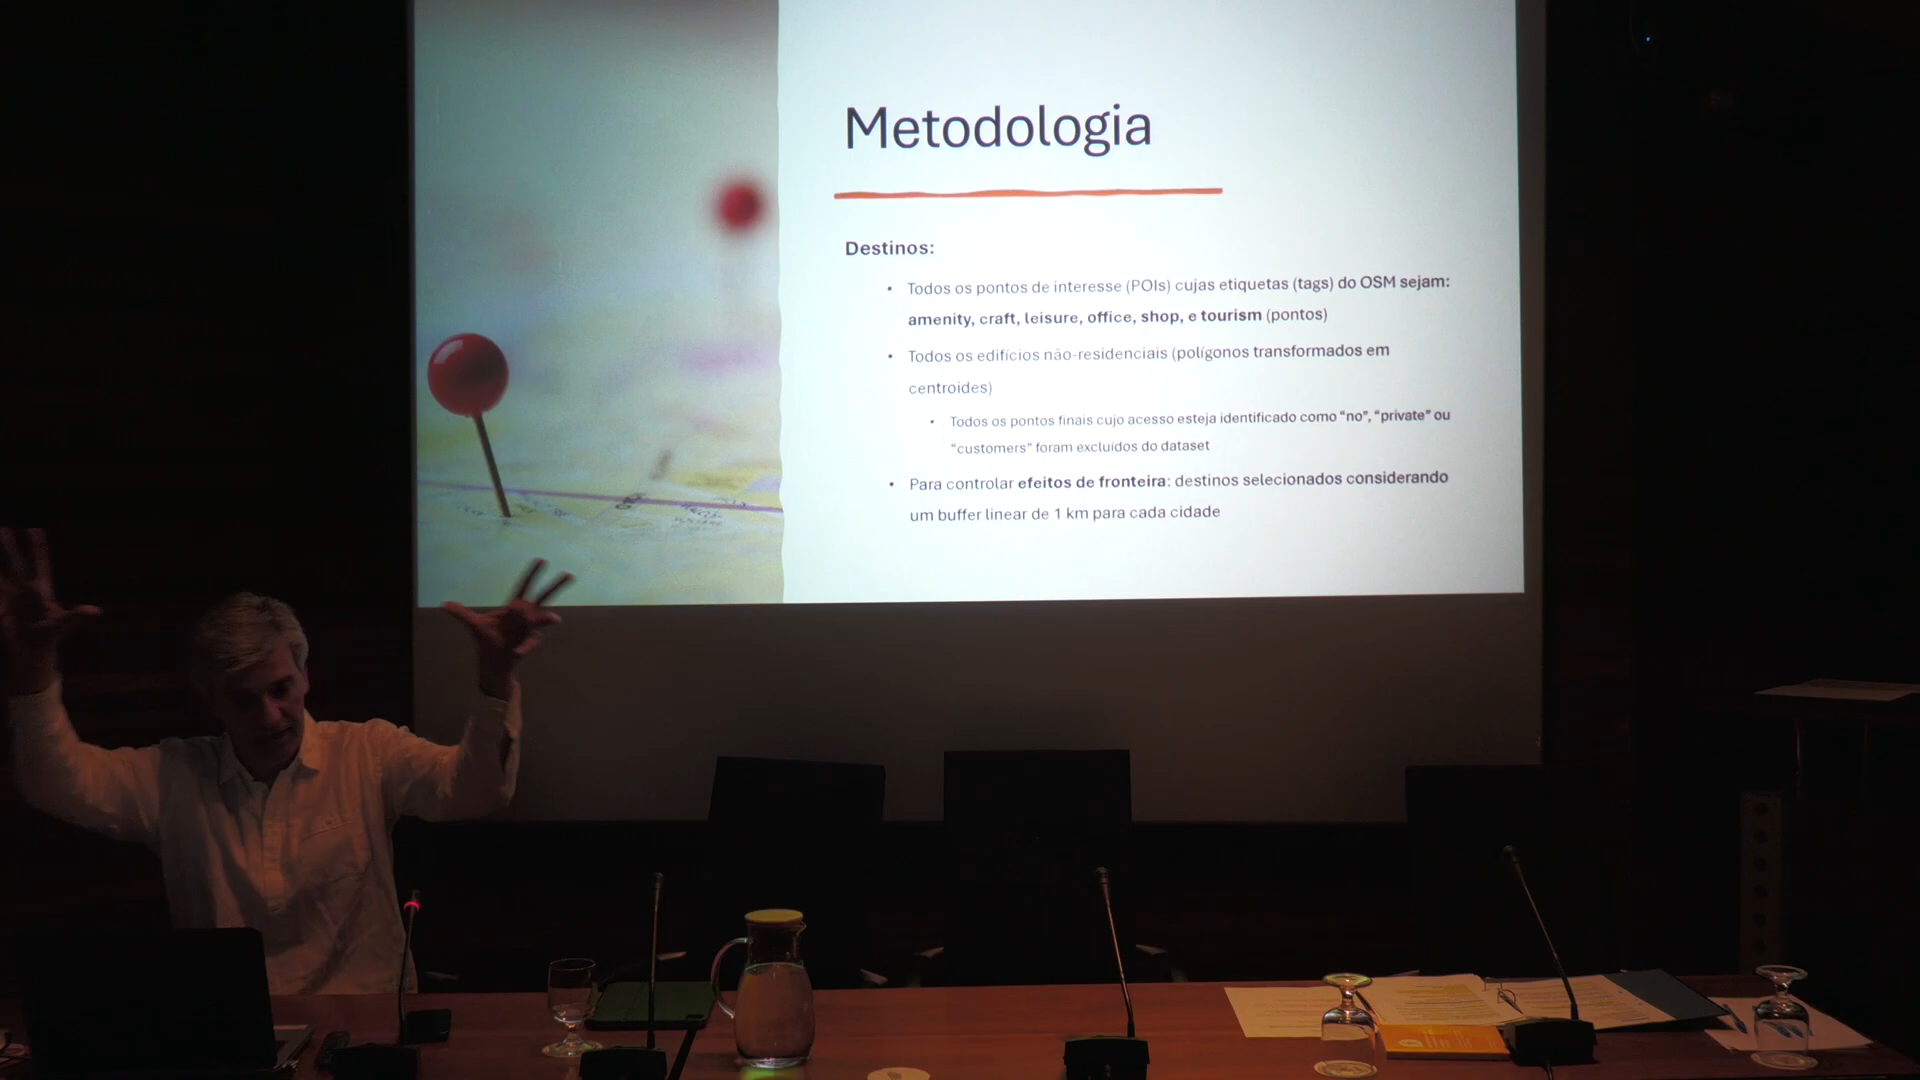 Metodologia
Destinos:
• Todos os pontos de interesse (POIs) cujas etiquetas (tags) do OSM sejam:
amenity, craft, leisure, office, shop, e tourism (pontos)
• Todos os edifícios não-residenciais (polígonos transformados em
centroides)
• Todos os pontos finais cujo acesso esteja identificado como “no”, “private” ou
“customers” foram excluídos do dataset
• Para controlar efeitos de fronteira: destinos selecionados considerando
um buffer linear de 1 km para cada cidade